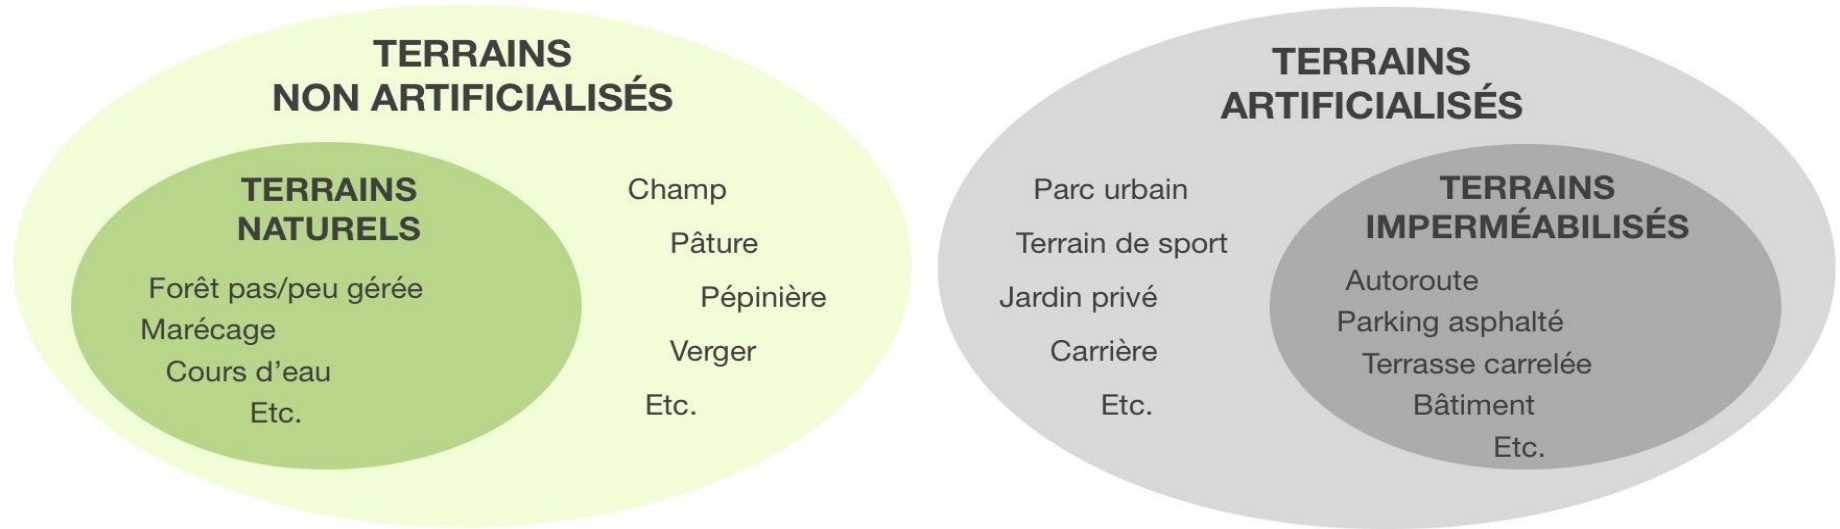 TERRAINS
NON ARTIFICIALISÉS
TERRAINS
NATURELS
Forêt pas/peu gérée
Marécage
Cours d’eau
Etc.
Champ
Pâture
Pépinière
Verger
Etc.
TERRAINS
ARTIFICIALISÉS
Parc urbain
Terrain de sport
Jardin privé
Carrière
Etc.
TERRAINS
IMPERMÉABILISÉS
Autoroute
Parking asphalté
Terrasse carrelée
Bâtiment
Etc.